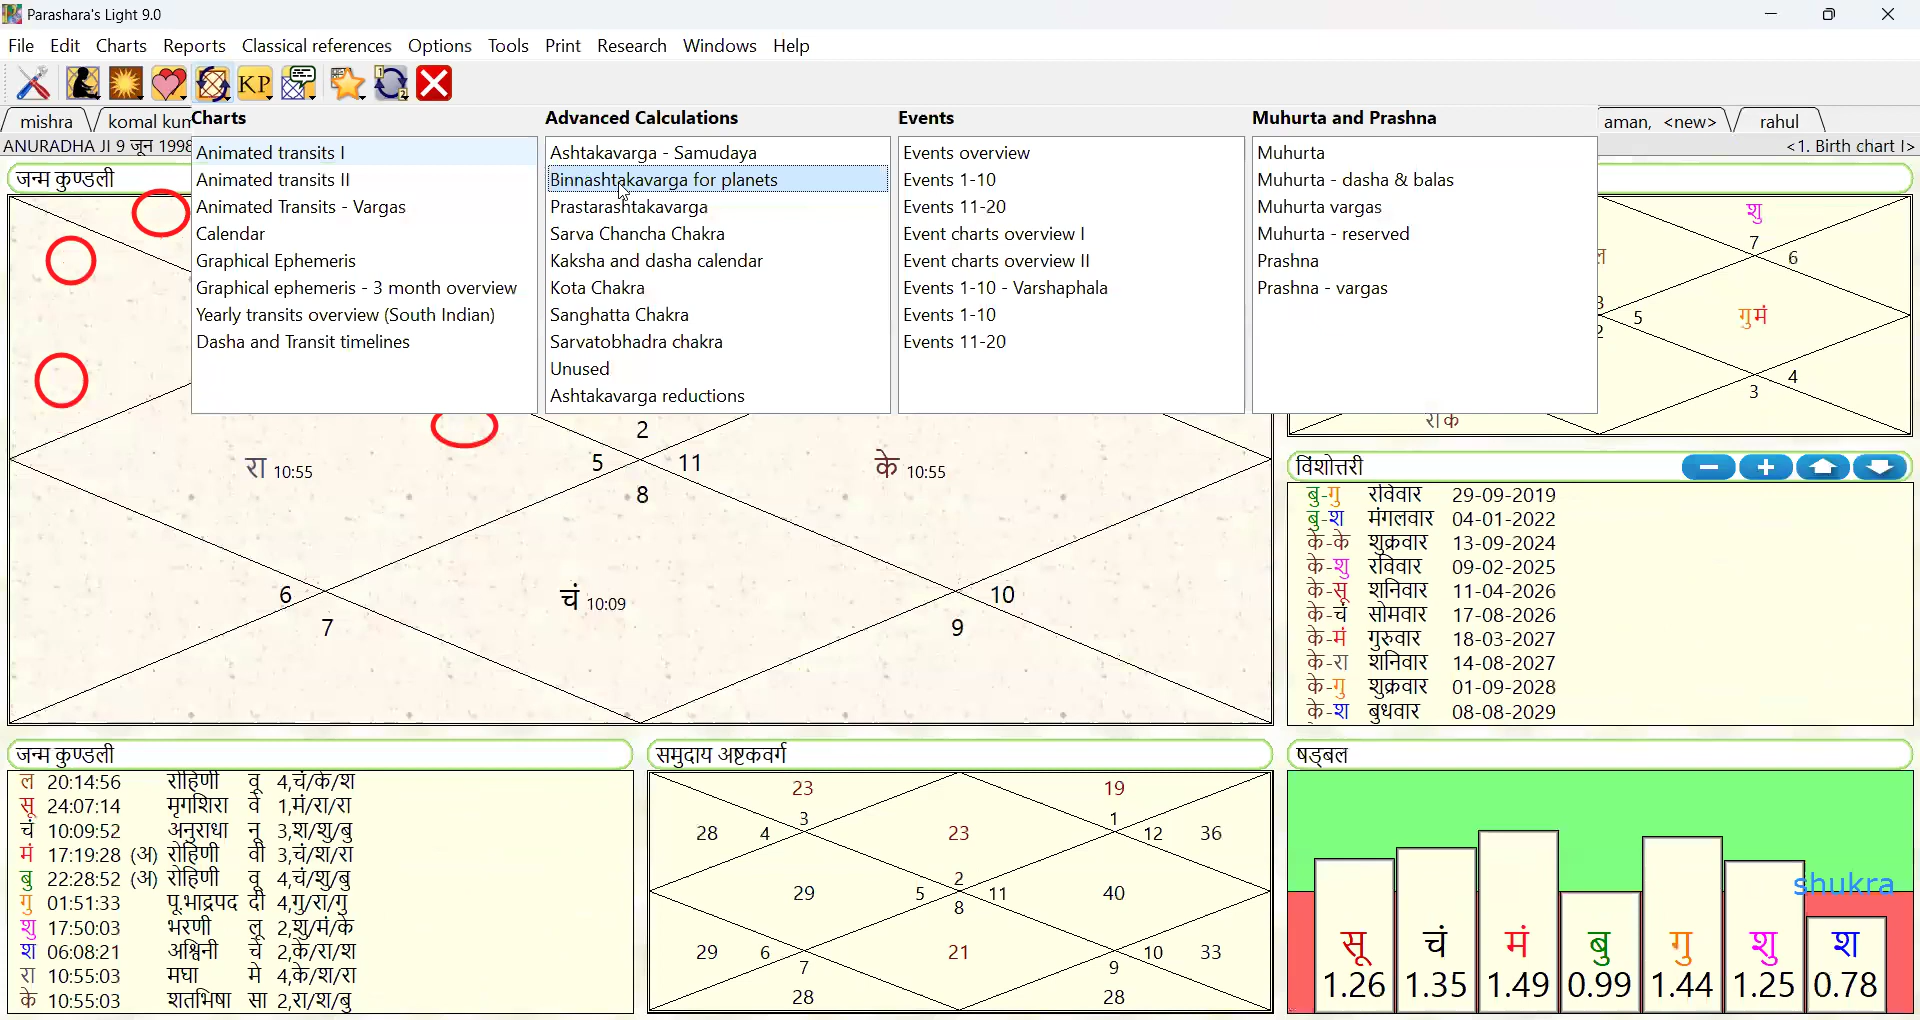 Parashara's Light 9.0
File Edit Charts Reports Classical references Options Tools Print Research Windows Help
KP
mishra komal kum aman, <new> rahul
ANURADHA JI 9 जून 1998 <1. Birth chart I>
Charts
Animated transits I
Animated transits II
Animated Transits - Vargas
Calendar
Graphical Ephemeris
Graphical ephemeris - 3 month overview
Yearly transits overview (South Indian)
Dasha and Transit timelines
Advanced Calculations
Ashtakavarga - Samudaya
Binnashtakavarga for planets
Prastarashtakavarga
Sarva Chancha Chakra
Kaksha and dasha calendar
Kota Chakra
Sanghatta Chakra
Sarvatobhadra chakra
Unused
Ashtakavarga reductions
Events
Events overview
Events 1-10
Events 11-20
Event charts overview I
Event charts overview II
Events 1-10 - Varshaphala
Events 1-10
Events 11-20
Muhurta and Prashna
Muhurta
Muhurta - dasha & balas
Muhurta vargas
Muhurta - reserved
Prashna
Prashna - vargas
जन्म कुण्डली
2
रा 10:55 5 11 के 10:55
8
6 चं 10:09 10
7 9
शु
7 6
5 गु मं
4
3
रा के
विंशोत्तरी
बु-गु रविवार 29-09-2019
बु-श मंगलवार 04-01-2022
के-के शुक्रवार 13-09-2024
के-शु रविवार 09-02-2025
के-सू शनिवार 11-04-2026
के-चं सोमवार 17-08-2026
के-मं गुरुवार 18-03-2027
के-रा शनिवार 14-08-2027
के-गु शुक्रवार 01-09-2028
के-श बुधवार 08-08-2029
जन्म कुण्डली
ल 20:14:56 रोहिणी वू 4,चं/के/श
सू 24:07:14 मृगशिरा वे 1,मं/रा/रा
चं 10:09:52 अनुराधा नू 3,श/शु/बु
मं 17:19:28 (अ) रोहिणी वी 3,चं/श/रा
बु 22:28:52 (अ) रोहिणी वू 4,चं/शु/बु
गु 01:51:33 पू.भाद्रपद दी 4,गु/रा/गु
शु 17:50:03 भरणी लू 2,शु/मं/के
श 06:08:21 अश्विनी चे 2,के/रा/श
रा 10:55:03 मघा मे 4,के/श/रा
के 10:55:03 शतभिषा सा 2,रा/श/बु
समुदाय अष्टकवर्ग
23 19
3 1
28 4 23 12 36
2
29 5 11 40
8
29 6 21 10 33
7 9
28 28
षड्बल
shukra
सू चं मं बु गु शु श
1.26 1.35 1.49 0.99 1.44 1.25 0.78